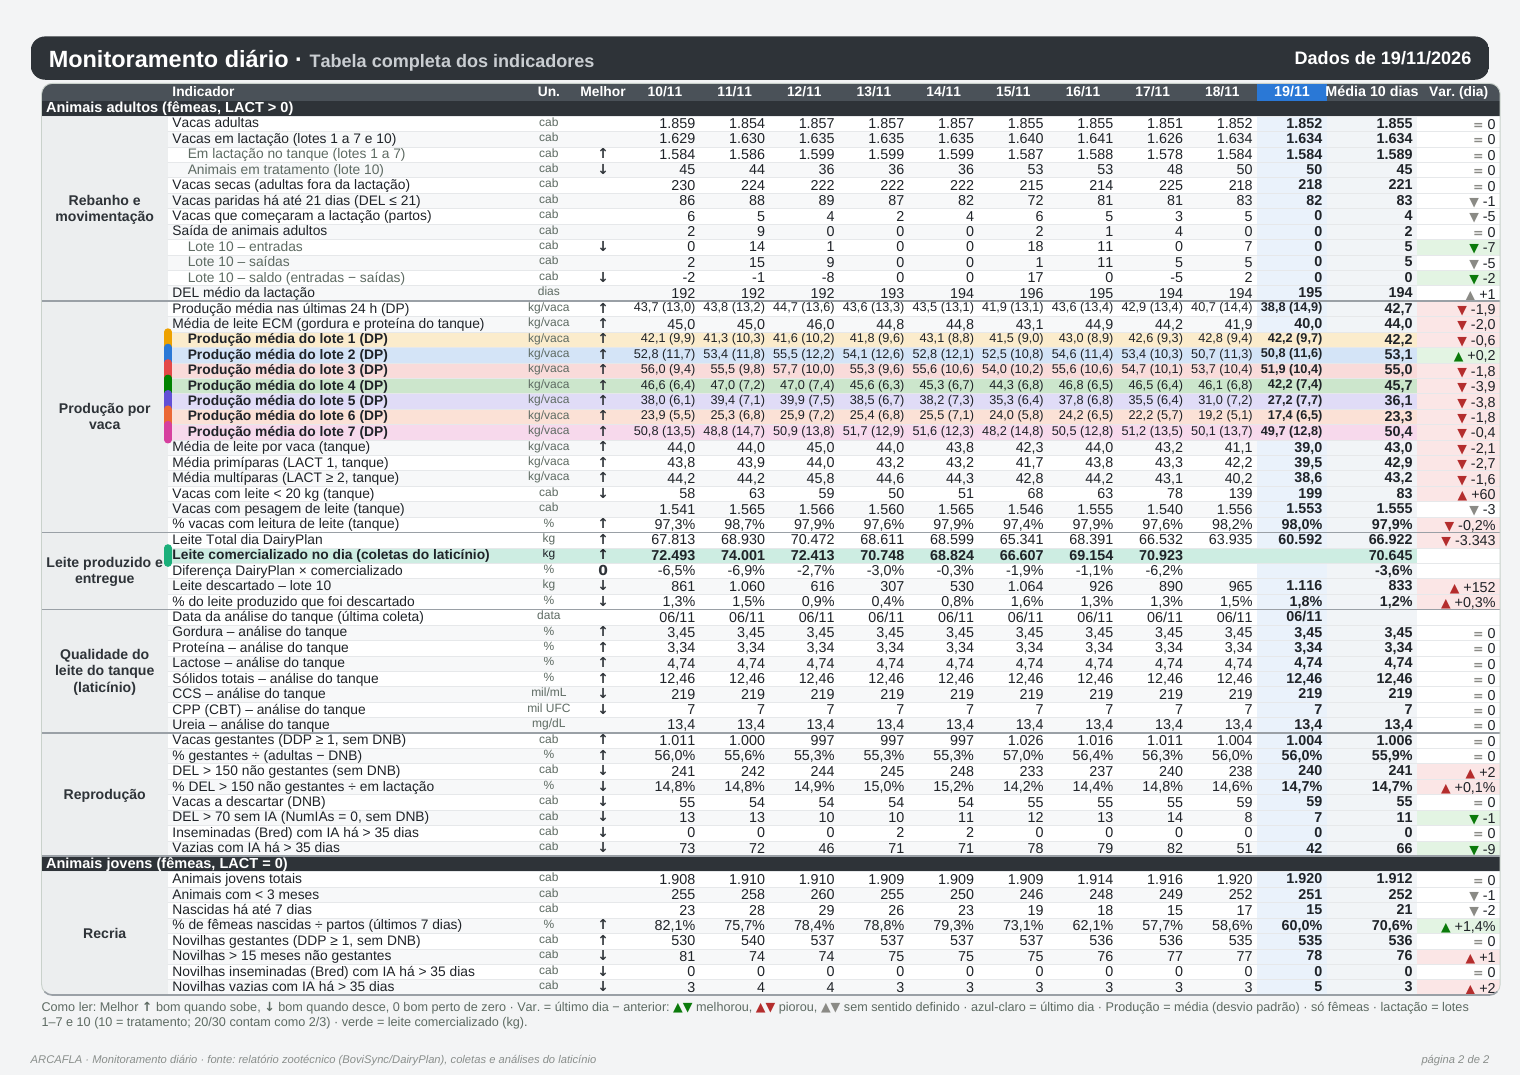 Monitoramento diário · Tabela completa dos indicadores Dados de 19/11/2026
Indicador Un. Melhor 10/11 11/11 12/11 13/11 14/11 15/11 16/11 17/11 18/11 19/11 Média 10 dias Var. (dia)
Animais adultos (fêmeas, LACT > 0)
Rebanho e movimentação
Vacas adultas cab 1.859 1.854 1.857 1.857 1.857 1.855 1.855 1.851 1.852 1.852 1.855 = 0
Vacas em lactação (lotes 1 a 7 e 10) cab 1.629 1.630 1.635 1.635 1.635 1.640 1.641 1.626 1.634 1.634 1.634 = 0
Em lactação no tanque (lotes 1 a 7) cab ↑ 1.584 1.586 1.599 1.599 1.599 1.587 1.588 1.578 1.584 1.584 1.589 = 0
Animais em tratamento (lote 10) cab ↓ 45 44 36 36 36 53 53 48 50 50 45 = 0
Vacas secas (adultas fora da lactação) cab 230 224 222 222 222 215 214 225 218 218 221 = 0
Vacas paridas há até 21 dias (DEL ≤ 21) cab 86 88 89 87 82 72 81 81 83 82 83 ▼ -1
Vacas que começaram a lactação (partos) cab 6 5 4 2 4 6 5 3 5 0 4 ▼ -5
Saída de animais adultos cab 2 9 0 0 0 2 1 4 0 0 2 = 0
Lote 10 – entradas cab ↓ 0 14 1 0 0 18 11 0 7 0 5 ▼ -7
Lote 10 – saídas cab 2 15 9 0 0 1 11 5 5 0 5 ▼ -5
Lote 10 – saldo (entradas − saídas) cab ↓ -2 -1 -8 0 0 17 0 -5 2 0 0 ▼ -2
DEL médio da lactação dias 192 192 192 193 194 196 195 194 194 195 194 ▲ +1
Produção por vaca
Produção média nas últimas 24 h (DP) kg/vaca ↑ 43,7 (13,0) 43,8 (13,2) 44,7 (13,6) 43,6 (13,3) 43,5 (13,1) 41,9 (13,1) 43,6 (13,4) 42,9 (13,4) 40,7 (14,4) 38,8 (14,9) 42,7 ▼ -1,9
Média de leite ECM (gordura e proteína do tanque) kg/vaca ↑ 45,0 45,0 46,0 44,8 44,8 43,1 44,9 44,2 41,9 40,0 44,0 ▼ -2,0
Produção média do lote 1 (DP) kg/vaca ↑ 42,1 (9,9) 41,3 (10,3) 41,6 (10,2) 41,8 (9,6) 43,1 (8,8) 41,5 (9,0) 43,0 (8,9) 42,6 (9,3) 42,8 (9,4) 42,2 (9,7) 42,2 ▼ -0,6
Produção média do lote 2 (DP) kg/vaca ↑ 52,8 (11,7) 53,4 (11,8) 55,5 (12,2) 54,1 (12,6) 52,8 (12,1) 52,5 (10,8) 54,6 (11,4) 53,4 (10,3) 50,7 (11,3) 50,8 (11,6) 53,1 ▲ +0,2
Produção média do lote 3 (DP) kg/vaca ↑ 56,0 (9,4) 55,5 (9,8) 57,7 (10,0) 55,3 (9,6) 55,6 (10,6) 54,0 (10,2) 55,6 (10,6) 54,7 (10,1) 53,7 (10,4) 51,9 (10,4) 55,0 ▼ -1,8
Produção média do lote 4 (DP) kg/vaca ↑ 46,6 (6,4) 47,0 (7,2) 47,0 (7,4) 45,6 (6,3) 45,3 (6,7) 44,3 (6,8) 46,8 (6,5) 46,5 (6,4) 46,1 (6,8) 42,2 (7,4) 45,7 ▼ -3,9
Produção média do lote 5 (DP) kg/vaca ↑ 38,0 (6,1) 39,4 (7,1) 39,9 (7,5) 38,5 (6,7) 38,2 (7,3) 35,3 (6,4) 37,8 (6,8) 35,5 (6,4) 31,0 (7,2) 27,2 (7,7) 36,1 ▼ -3,8
Produção média do lote 6 (DP) kg/vaca ↑ 23,9 (5,5) 25,3 (6,8) 25,9 (7,2) 25,4 (6,8) 25,5 (7,1) 24,0 (5,8) 24,2 (6,5) 22,2 (5,7) 19,2 (5,1) 17,4 (6,5) 23,3 ▼ -1,8
Produção média do lote 7 (DP) kg/vaca ↑ 50,8 (13,5) 48,8 (14,7) 50,9 (13,8) 51,7 (12,9) 51,6 (12,3) 48,2 (14,8) 50,5 (12,8) 51,2 (13,5) 50,1 (13,7) 49,7 (12,8) 50,4 ▼ -0,4
Média de leite por vaca (tanque) kg/vaca ↑ 44,0 44,0 45,0 44,0 43,8 42,3 44,0 43,2 41,1 39,0 43,0 ▼ -2,1
Média primíparas (LACT 1, tanque) kg/vaca ↑ 43,8 43,9 44,0 43,2 43,2 41,7 43,8 43,3 42,2 39,5 42,9 ▼ -2,7
Média multíparas (LACT ≥ 2, tanque) kg/vaca ↑ 44,2 44,2 45,8 44,6 44,3 42,8 44,2 43,1 40,2 38,6 43,2 ▼ -1,6
Vacas com leite < 20 kg (tanque) cab ↓ 58 63 59 50 51 68 63 78 139 199 83 ▲ +60
Vacas com pesagem de leite (tanque) cab 1.541 1.565 1.566 1.560 1.565 1.546 1.555 1.540 1.556 1.553 1.555 ▼ -3
% vacas com leitura de leite (tanque) % ↑ 97,3% 98,7% 97,9% 97,6% 97,9% 97,4% 97,9% 97,6% 98,2% 98,0% 97,9% ▼ -0,2%
Leite produzido e entregue
Leite Total dia DairyPlan kg ↑ 67.813 68.930 70.472 68.611 68.599 65.341 68.391 66.532 63.935 60.592 66.922 ▼ -3.343
Leite comercializado no dia (coletas do laticínio) kg ↑ 72.493 74.001 72.413 70.748 68.824 66.607 69.154 70.923 70.645
Diferença DairyPlan × comercializado % 0 -6,5% -6,9% -2,7% -3,0% -0,3% -1,9% -1,1% -6,2% -3,6%
Leite descartado – lote 10 kg ↓ 861 1.060 616 307 530 1.064 926 890 965 1.116 833 ▲ +152
% do leite produzido que foi descartado % ↓ 1,3% 1,5% 0,9% 0,4% 0,8% 1,6% 1,3% 1,3% 1,5% 1,8% 1,2% ▲ +0,3%
Qualidade do leite do tanque (laticínio)
Data da análise do tanque (última coleta) data 06/11 06/11 06/11 06/11 06/11 06/11 06/11 06/11 06/11 06/11
Gordura – análise do tanque % ↑ 3,45 3,45 3,45 3,45 3,45 3,45 3,45 3,45 3,45 3,45 3,45 = 0
Proteína – análise do tanque % ↑ 3,34 3,34 3,34 3,34 3,34 3,34 3,34 3,34 3,34 3,34 3,34 = 0
Lactose – análise do tanque % ↑ 4,74 4,74 4,74 4,74 4,74 4,74 4,74 4,74 4,74 4,74 4,74 = 0
Sólidos totais – análise do tanque % ↑ 12,46 12,46 12,46 12,46 12,46 12,46 12,46 12,46 12,46 12,46 12,46 = 0
CCS – análise do tanque mil/mL ↓ 219 219 219 219 219 219 219 219 219 219 219 = 0
CPP (CBT) – análise do tanque mil UFC ↓ 7 7 7 7 7 7 7 7 7 7 7 = 0
Ureia – análise do tanque mg/dL 13,4 13,4 13,4 13,4 13,4 13,4 13,4 13,4 13,4 13,4 13,4 = 0
Reprodução
Vacas gestantes (DDP ≥ 1, sem DNB) cab ↑ 1.011 1.000 997 997 997 1.026 1.016 1.011 1.004 1.004 1.006 = 0
% gestantes ÷ (adultas − DNB) % ↑ 56,0% 55,6% 55,3% 55,3% 55,3% 57,0% 56,4% 56,3% 56,0% 56,0% 55,9% = 0
DEL > 150 não gestantes (sem DNB) cab ↓ 241 242 244 245 248 233 237 240 238 240 241 ▲ +2
% DEL > 150 não gestantes ÷ em lactação % ↓ 14,8% 14,8% 14,9% 15,0% 15,2% 14,2% 14,4% 14,8% 14,6% 14,7% 14,7% ▲ +0,1%
Vacas a descartar (DNB) cab ↓ 55 54 54 54 54 55 55 55 59 59 55 = 0
DEL > 70 sem IA (NumIAs = 0, sem DNB) cab ↓ 13 13 10 10 11 12 13 14 8 7 11 ▼ -1
Inseminadas (Bred) com IA há > 35 dias cab ↓ 0 0 0 2 2 0 0 0 0 0 0 = 0
Vazias com IA há > 35 dias cab ↓ 73 72 46 71 71 78 79 82 51 42 66 ▼ -9
Animais jovens (fêmeas, LACT = 0)
Recria
Animais jovens totais cab 1.908 1.910 1.910 1.909 1.909 1.909 1.914 1.916 1.920 1.920 1.912 = 0
Animais com < 3 meses cab 255 258 260 255 250 246 248 249 252 251 252 ▼ -1
Nascidas há até 7 dias cab 23 28 29 26 23 19 18 15 17 15 21 ▼ -2
% de fêmeas nascidas ÷ partos (últimos 7 dias) % ↑ 82,1% 75,7% 78,4% 78,8% 79,3% 73,1% 62,1% 57,7% 58,6% 60,0% 70,6% ▲ +1,4%
Novilhas gestantes (DDP ≥ 1, sem DNB) cab ↑ 530 540 537 537 537 537 536 536 535 535 536 = 0
Novilhas > 15 meses não gestantes cab ↓ 81 74 74 75 75 75 76 77 77 78 76 ▲ +1
Novilhas inseminadas (Bred) com IA há > 35 dias cab ↓ 0 0 0 0 0 0 0 0 0 0 0 = 0
Novilhas vazias com IA há > 35 dias cab ↓ 3 4 4 3 3 3 3 3 3 5 3 ▲ +2
Como ler: Melhor ↑ bom quando sobe, ↓ bom quando desce, 0 bom perto de zero · Var. = último dia − anterior: ▲▼ melhorou, ▲▼ piorou, ▲▼ sem sentido definido · azul-claro = último dia · Produção = média (desvio padrão) · só fêmeas · lactação = lotes
1–7 e 10 (10 = tratamento; 20/30 contam como 2/3) · verde = leite comercializado (kg).
ARCAFLA · Monitoramento diário · fonte: relatório zootécnico (BoviSync/DairyPlan), coletas e análises do laticínio página 2 de 2